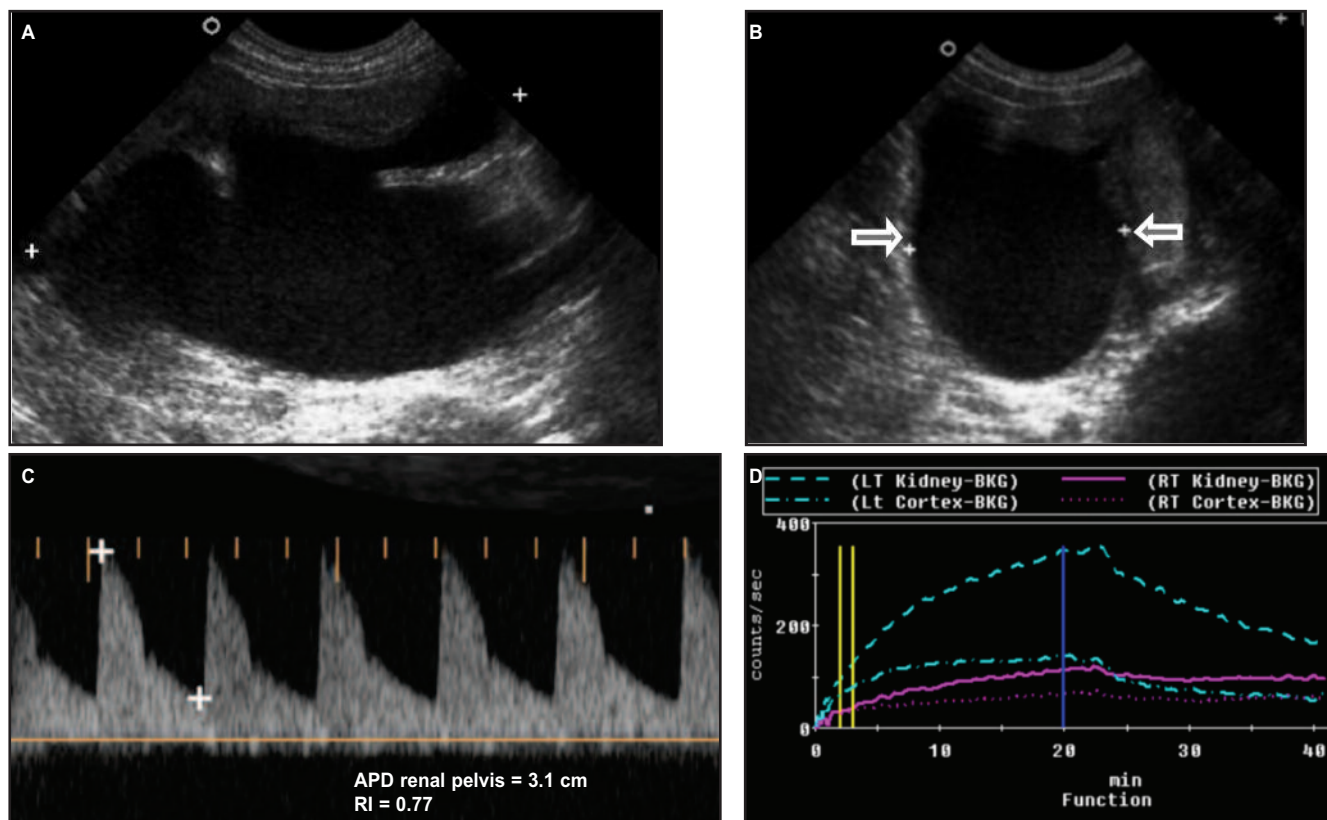 A
B
C
APD renal pelvis = 3.1 cm
RI = 0.77
D
(LT Kidney-BKG) (RT Kidney-BKG)
(Lt Cortex-BKG) (RT Cortex-BKG)
400
200
0
counts/sec
0 10 20 30 40
min
Function